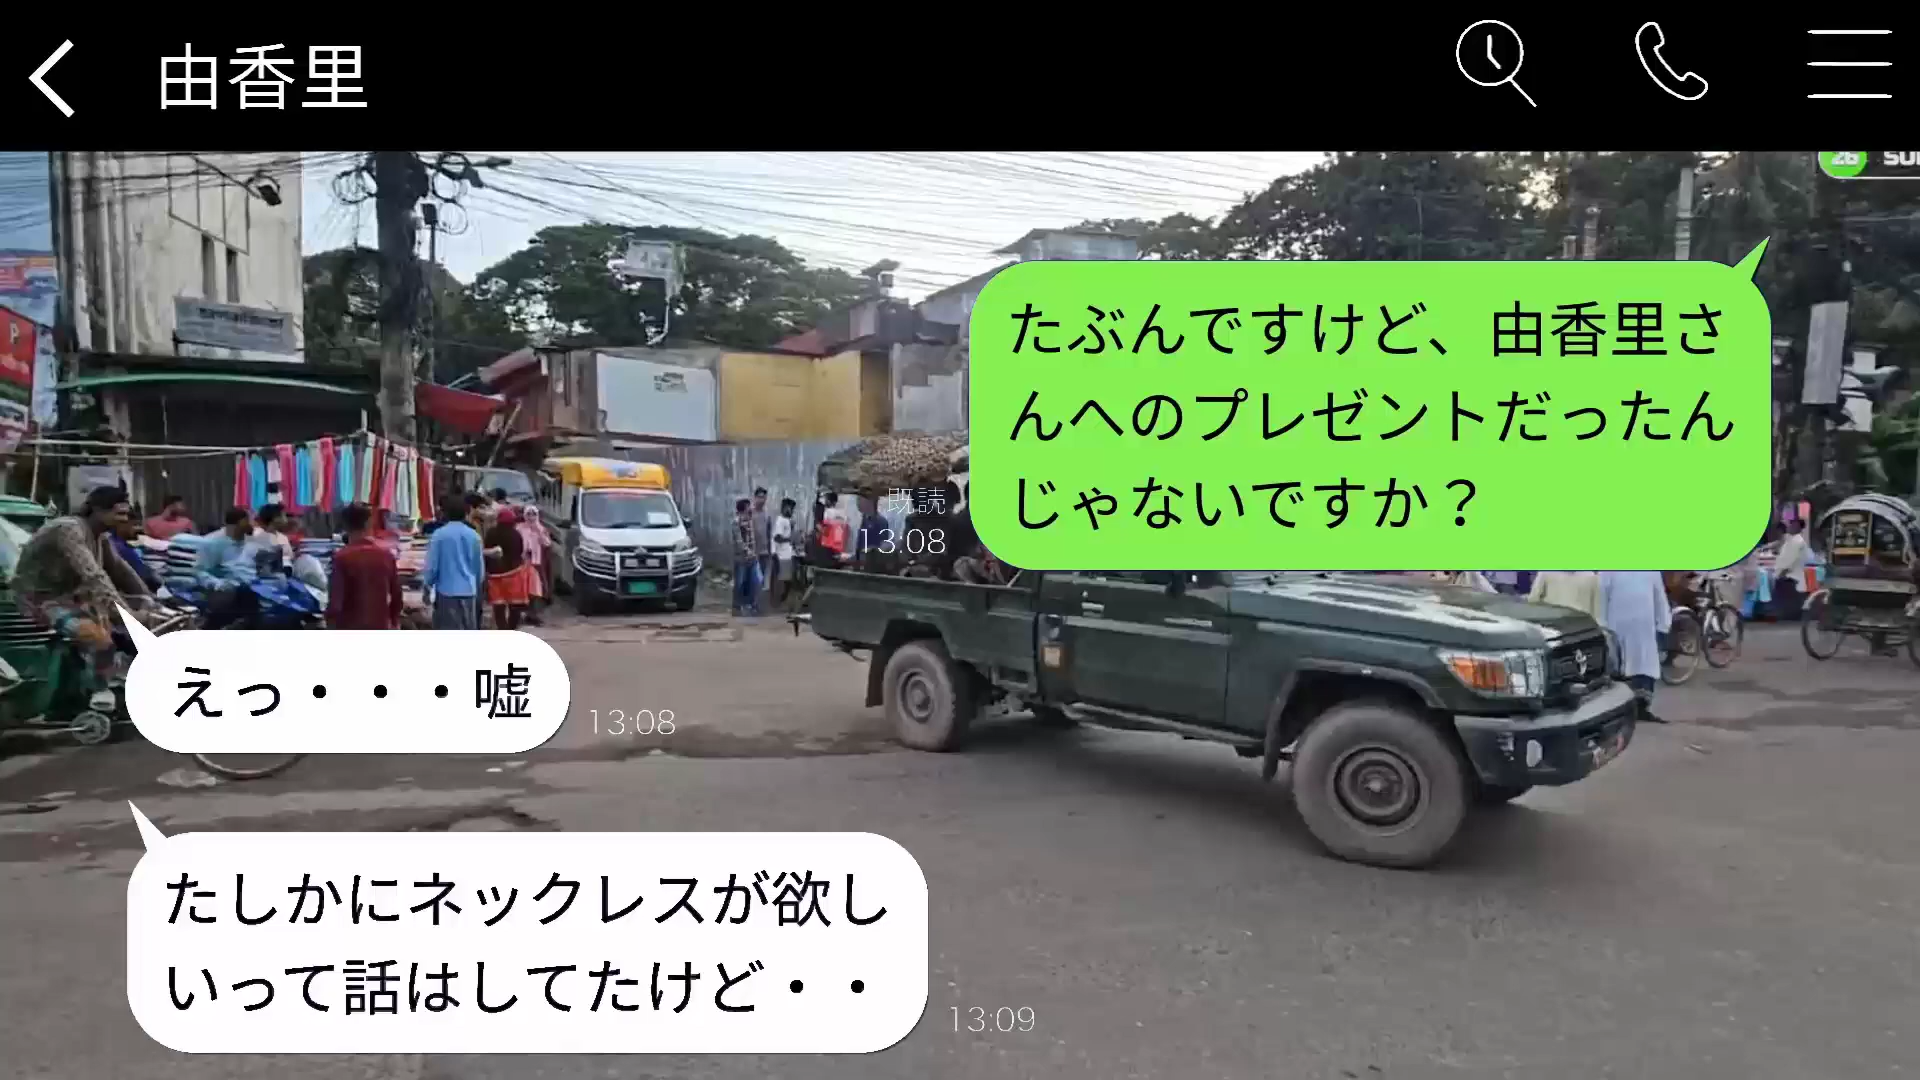 由香里
26
たぶんですけど、由香里さ
んへのプレゼントだったん
じゃないですか？
既読
13:08
えっ・・・嘘
13:08
たしかにネックレスが欲し
いって話はしてたけど・・
13:09